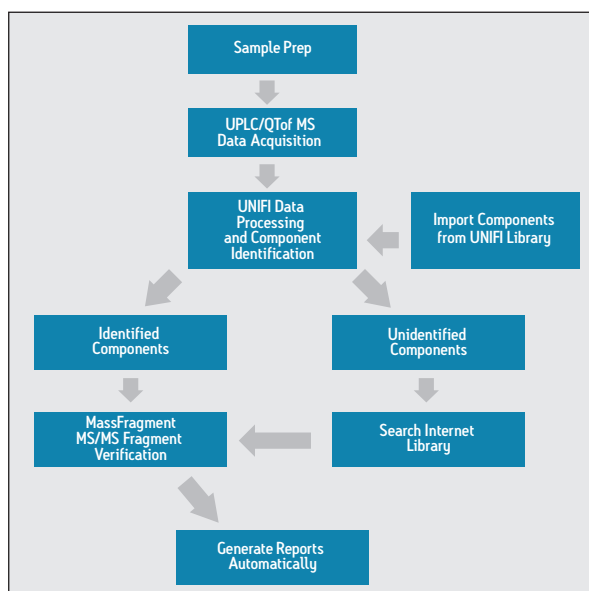 Sample Prep
UPLC/QTof MS
Data Acquisition
UNIFI Data
Processing
and Component
Identification
Import Components
from UNIFI Library
Identified
Components
Unidentified
Components
MassFragment
MS/MS Fragment
Verification
Search Internet
Library
Generate Reports
Automatically